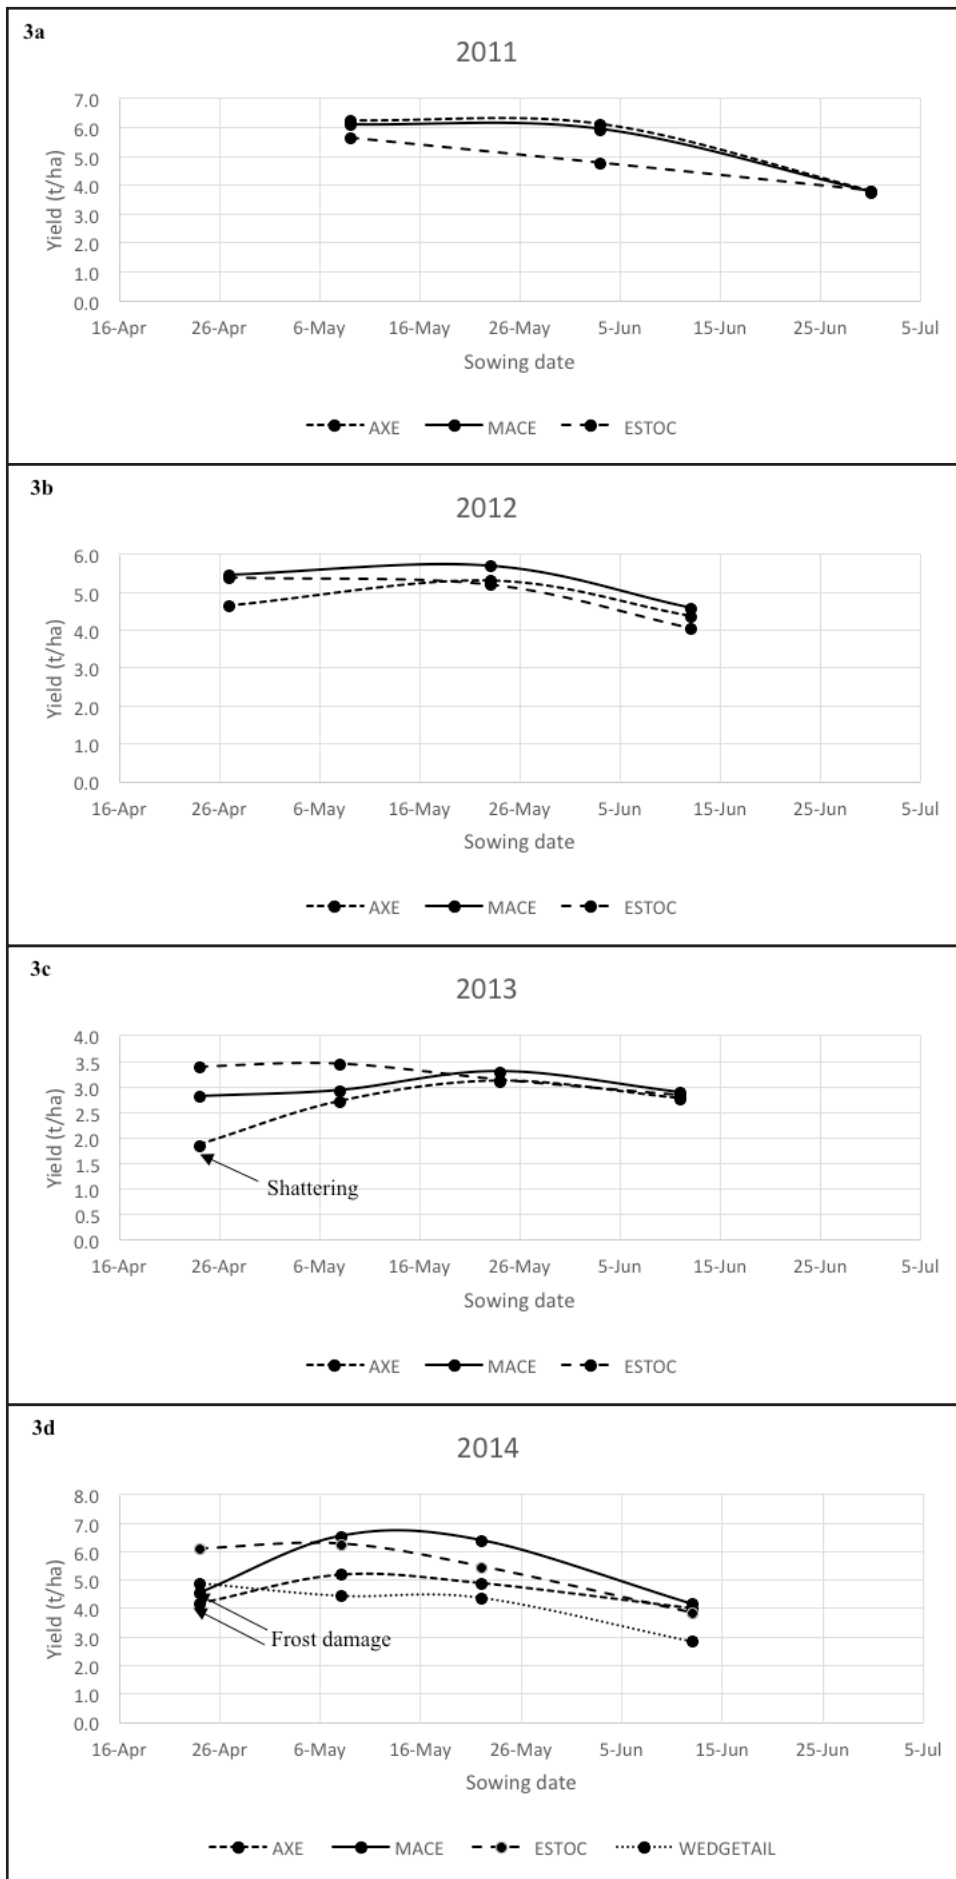 3a
2011
7.0
6.0
5.0
4.0
3.0
2.0
1.0
0.0
Yield (t/ha)
16-Apr 26-Apr 6-May 16-May 26-May 5-Jun 15-Jun 25-Jun 5-Jul
Sowing date
AXE MACE ESTOC
3b
2012
6.0
5.0
4.0
3.0
2.0
1.0
0.0
Yield (t/ha)
16-Apr 26-Apr 6-May 16-May 26-May 5-Jun 15-Jun 25-Jun 5-Jul
Sowing date
AXE MACE ESTOC
3c
2013
4.0
3.5
3.0
2.5
2.0
1.5
1.0
0.5
0.0
Yield (t/ha)
Shattering
16-Apr 26-Apr 6-May 16-May 26-May 5-Jun 15-Jun 25-Jun 5-Jul
Sowing date
AXE MACE ESTOC
3d
2014
8.0
7.0
6.0
5.0
4.0
3.0
2.0
1.0
0.0
Yield (t/ha)
Frost damage
16-Apr 26-Apr 6-May 16-May 26-May 5-Jun 15-Jun 25-Jun 5-Jul
Sowing date
AXE MACE ESTOC WEDGETAIL